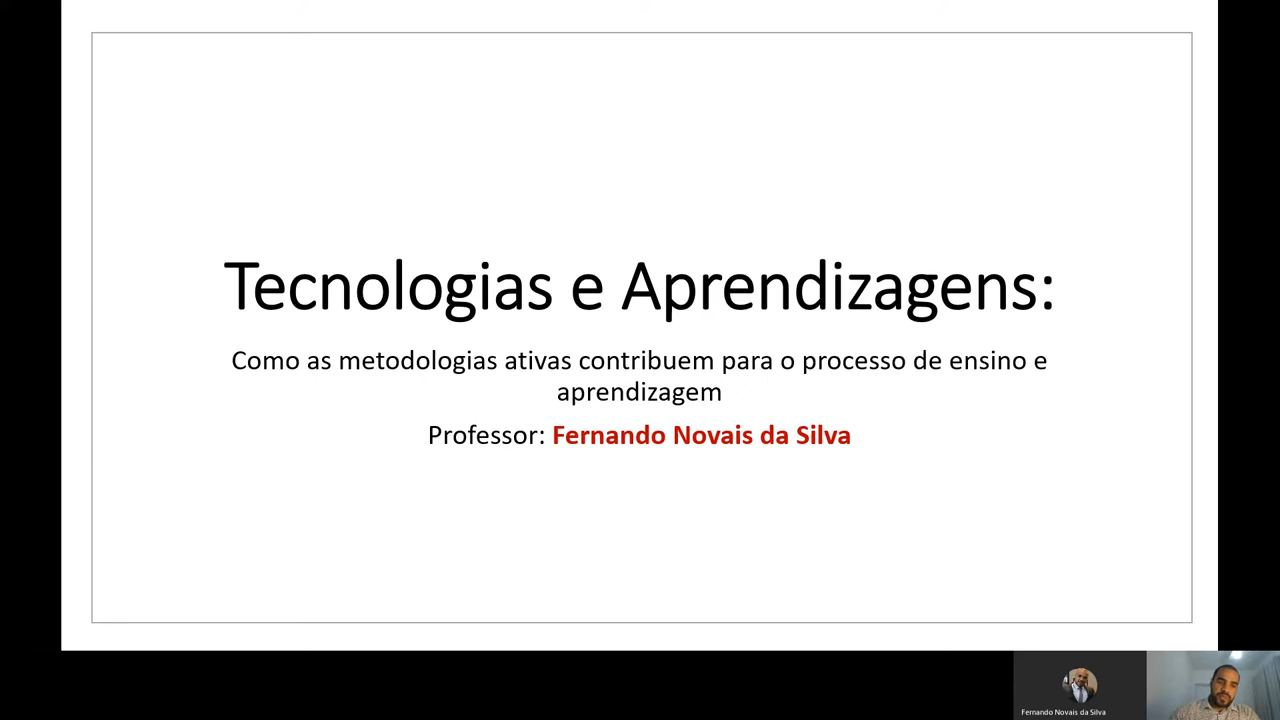 Tecnologias e Aprendizagens:
Como as metodologias ativas contribuem para o processo de ensino e
aprendizagem
Professor: Fernando Novais da Silva
Fernando Novais da Silva